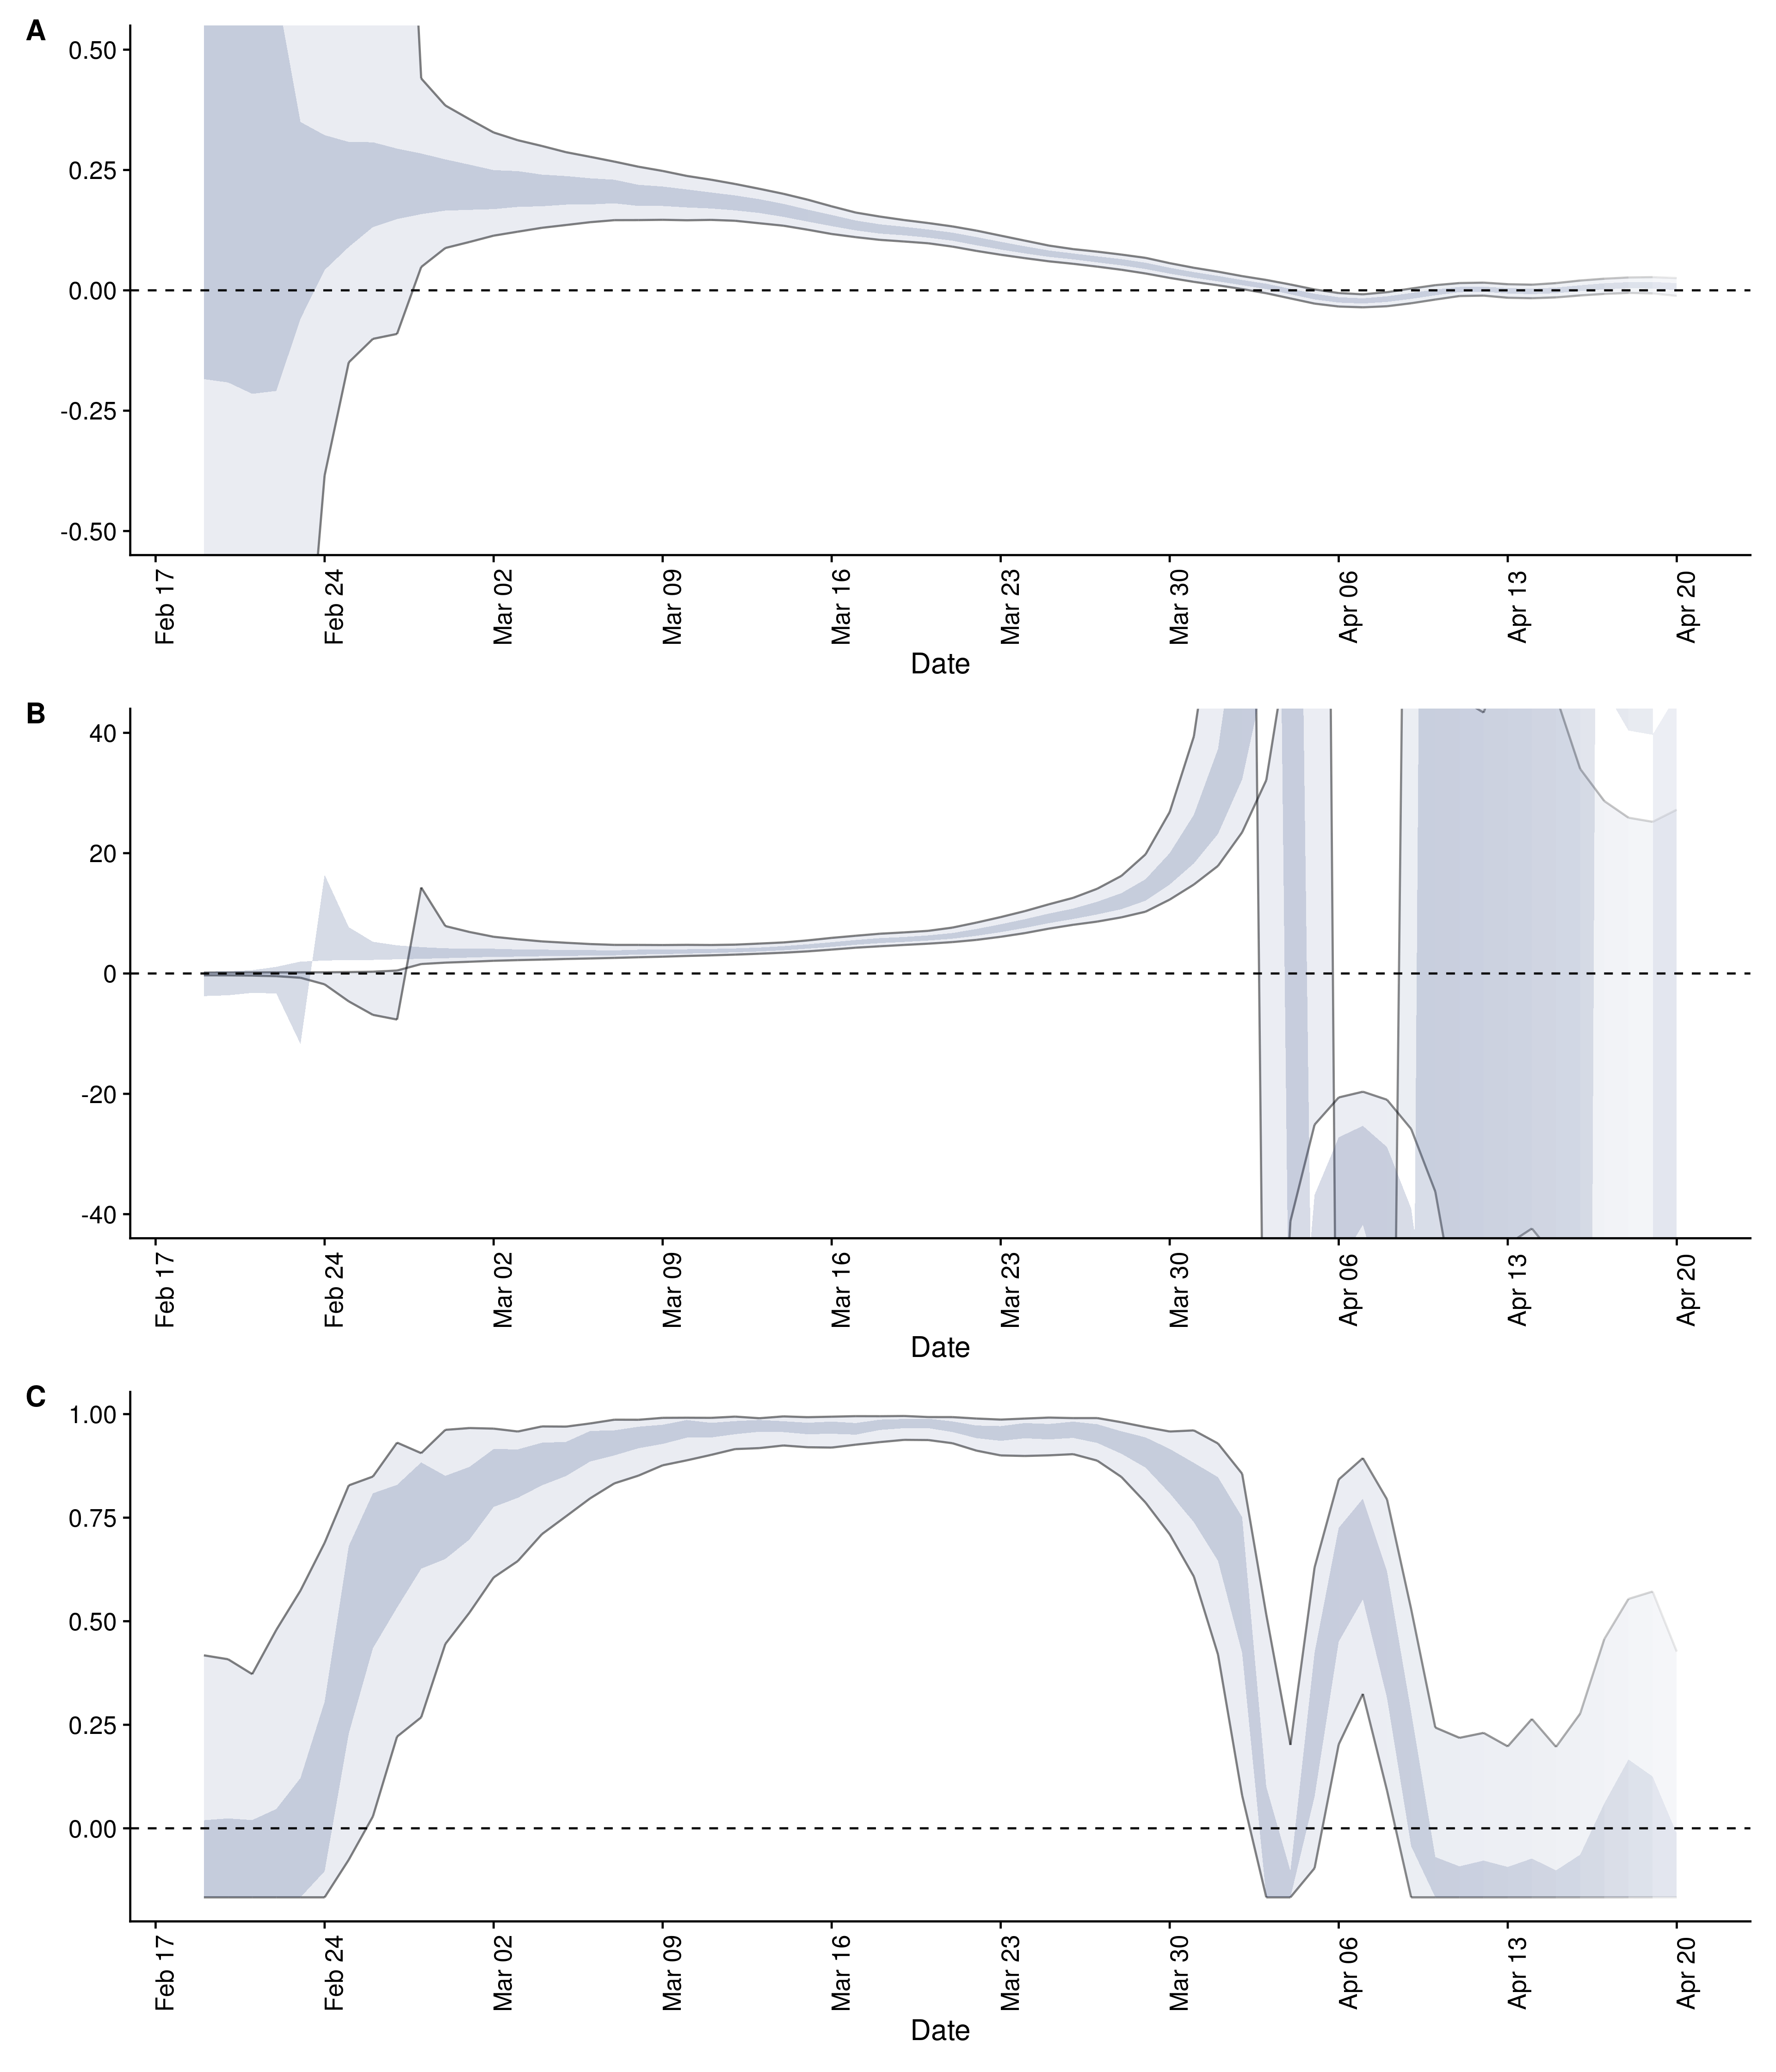 A
0.50
0.25
0.00
-0.25
-0.50
Feb 17
Feb 24
Mar 02
Mar 09
Mar 16
Mar 23
Mar 30
Apr 06
Apr 13
Apr 20
Date
B
40
20
0
-20
-40
Feb 17
Feb 24
Mar 02
Mar 09
Mar 16
Mar 23
Mar 30
Apr 06
Apr 13
Apr 20
Date
C
1.00
0.75
0.50
0.25
0.00
Feb 17
Feb 24
Mar 02
Mar 09
Mar 16
Mar 23
Mar 30
Apr 06
Apr 13
Apr 20
Date